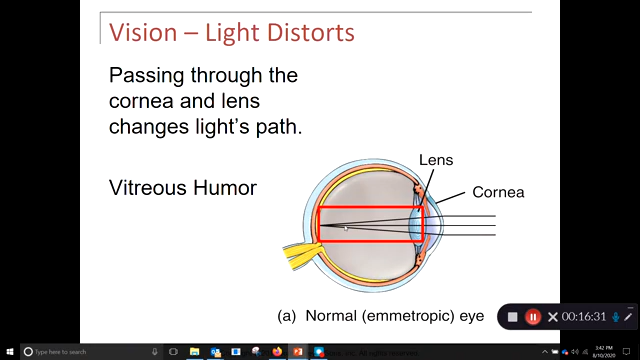 Vision – Light Distorts
Passing through the
cornea and lens
changes light's path.
Lens
Cornea
Vitreous Humor
(a) Normal (emmetropic) eye
00:16:31
Type here to search
3:42 PM
8/10/2020